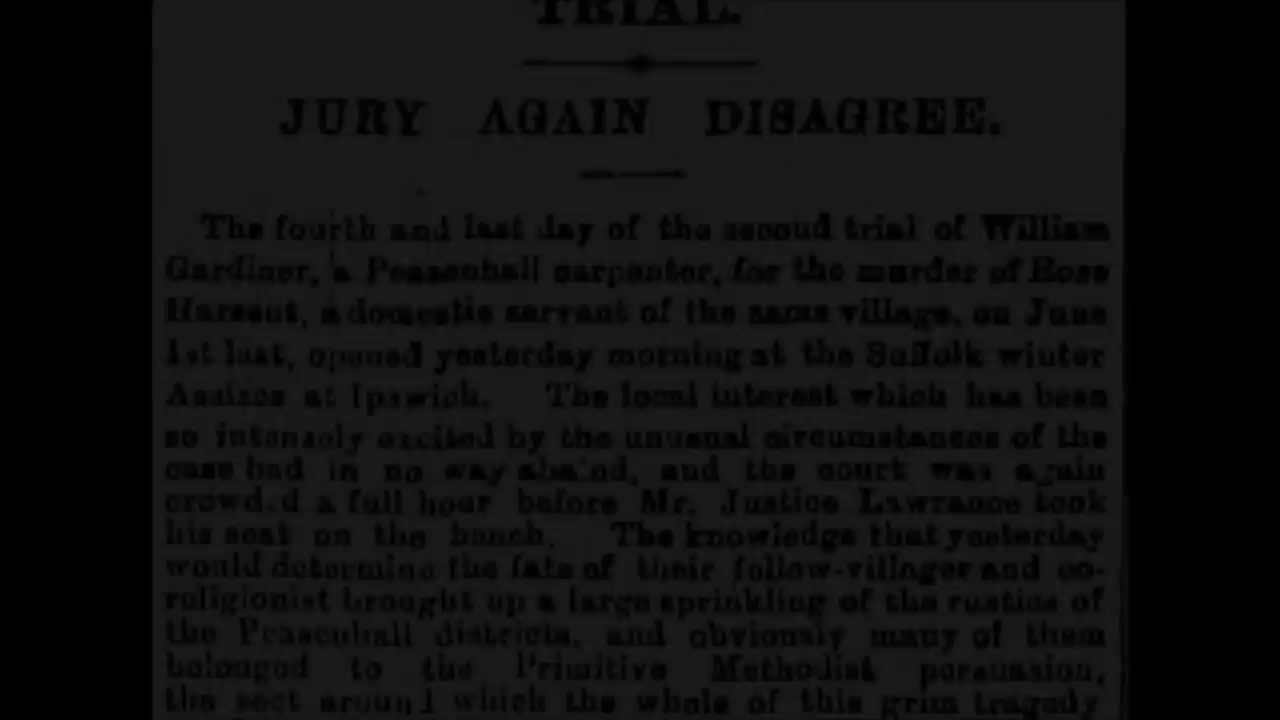 TRIAL.
JURY AGAIN DISAGREE.
The fourth and last day of the second trial of William
Gardiner, a Peasenhall carpenter, for the murder of Rose
Harsent, a domestic servant of the same village, on June
1st last, opened yesterday morning at the Suffolk winter
Assizes at Ipswich. The local interest which has been
so intensely excited by the unusual circumstances of the
case had in no way abated, and the court was again
crowded a full hour before Mr. Justice Lawrance took
his seat on the bench. The knowledge that yesterday
would determine the fate of their fellow-villager and co-
religionist brought up a large sprinkling of the rustics of
the Peasenhall districts, and obviously many of them
belonged to the Primitive Methodist persuasion,
the sect around which the whole of this grim tragedy